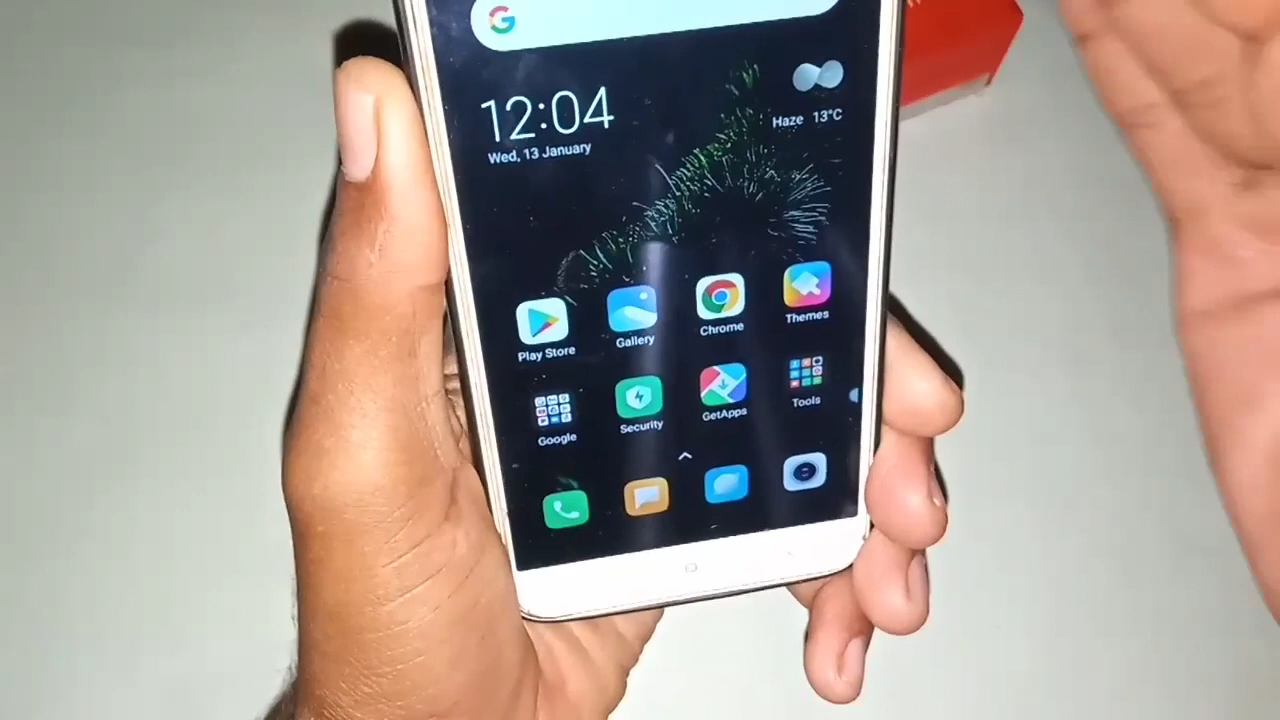 12:04
Wed, 13 January
Haze 13°C
Play Store
Gallery
Chrome
Themes
Google
Security
GetApps
Tools